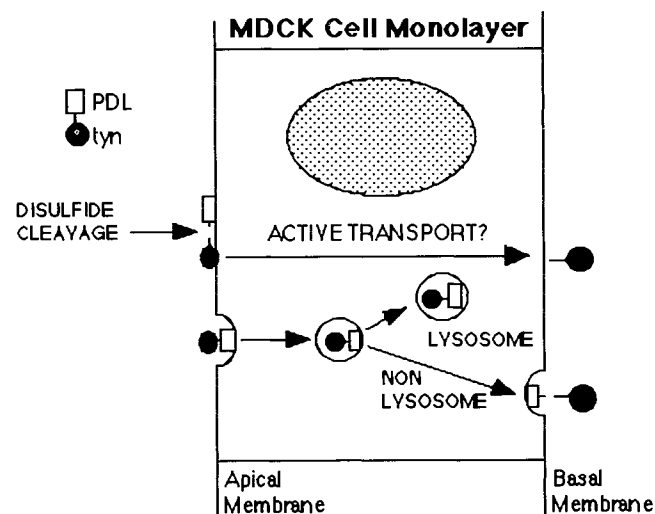 MDCK Cell Monolayer
PDL
tyn
DISULFIDE
CLEAVAGE
ACTIVE TRANSPORT?
LYSOSOME
NON
LYSOSOME
Apical
Membrane
Basal
Membrane